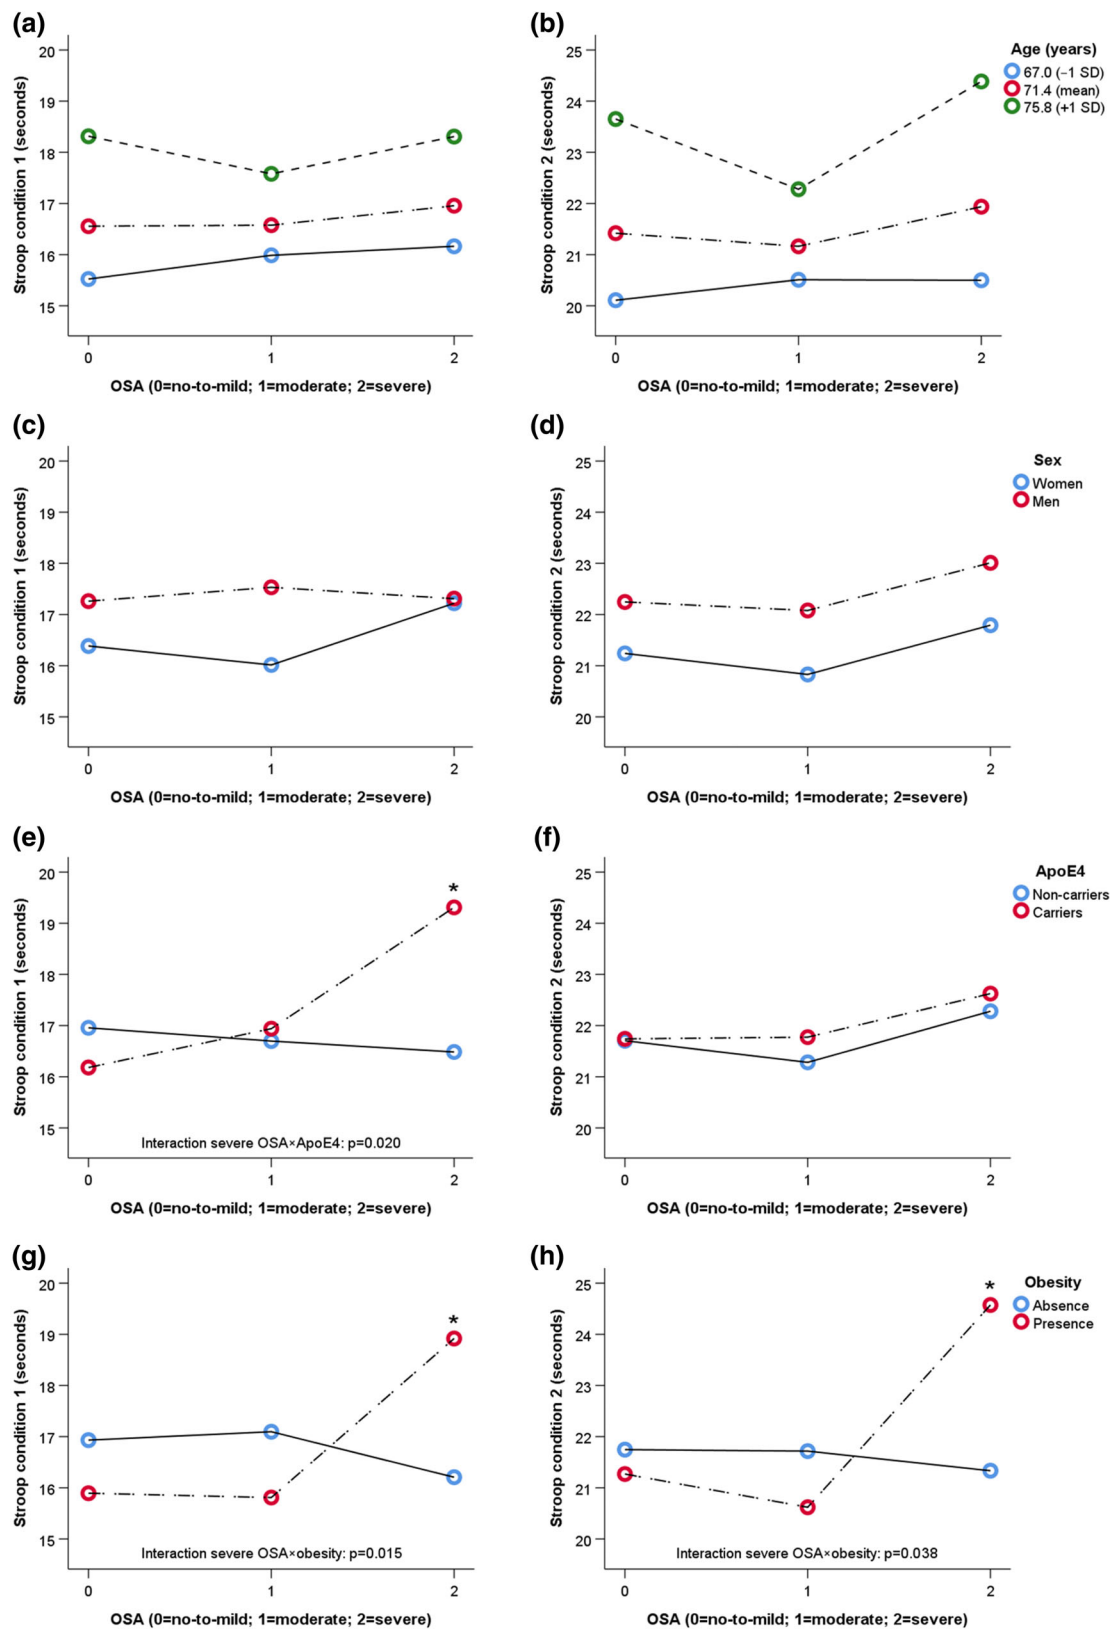 (a)
20
19
18
17
16
15
Stroop condition 1 (seconds)
0
1
2
OSA (0=no-to-mild; 1=moderate; 2=severe)
(b)
25
24
23
22
21
20
Stroop condition 2 (seconds)
0
1
2
OSA (0=no-to-mild; 1=moderate; 2=severe)
Age (years)
67.0 (−1 SD)
71.4 (mean)
75.8 (+1 SD)
(c)
20
19
18
17
16
15
Stroop condition 1 (seconds)
0
1
2
OSA (0=no-to-mild; 1=moderate; 2=severe)
(d)
25
24
23
22
21
20
Stroop condition 2 (seconds)
0
1
2
OSA (0=no-to-mild; 1=moderate; 2=severe)
Sex
Women
Men
(e)
20
19
18
17
16
15
Stroop condition 1 (seconds)
*
Interaction severe OSA×ApoE4: p=0.020
0
1
2
OSA (0=no-to-mild; 1=moderate; 2=severe)
(f)
25
24
23
22
21
20
Stroop condition 2 (seconds)
0
1
2
OSA (0=no-to-mild; 1=moderate; 2=severe)
ApoE4
Non-carriers
Carriers
(g)
20
19
18
17
16
15
Stroop condition 1 (seconds)
*
Interaction severe OSA×obesity: p=0.015
0
1
2
OSA (0=no-to-mild; 1=moderate; 2=severe)
(h)
25
24
23
22
21
20
Stroop condition 2 (seconds)
*
Interaction severe OSA×obesity: p=0.038
0
1
2
OSA (0=no-to-mild; 1=moderate; 2=severe)
Obesity
Absence
Presence